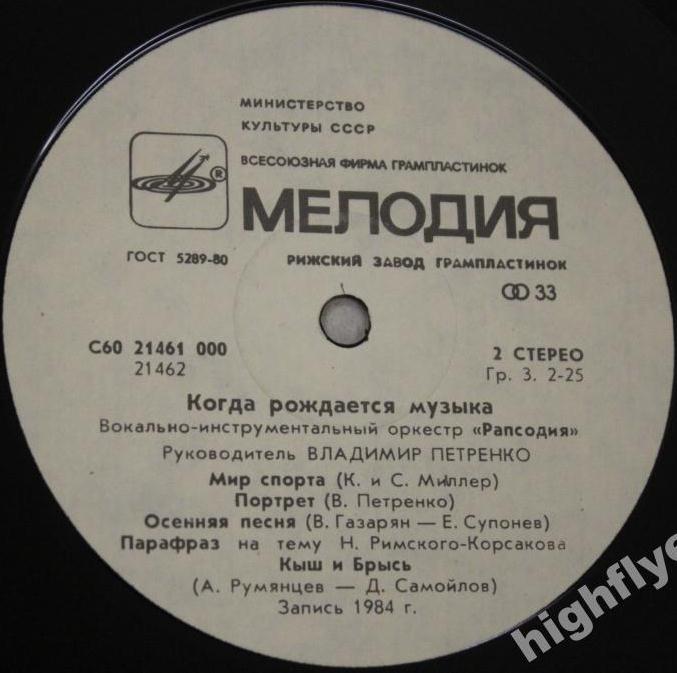 МИНИСТЕРСТВО
КУЛЬТУРЫ СССР
ВСЕСОЮЗНАЯ ФИРМА ГРАМПЛАСТИНОК
®
МЕЛОДИЯ
ГОСТ 5289-80 РИЖСКИЙ ЗАВОД ГРАМПЛАСТИНОК
33
С60 21461 000 2 СТЕРЕО
21462 Гр. 3. 2-25
Когда рождается музыка
Вокально-инструментальный оркестр «Рапсодия»
Руководитель ВЛАДИМИР ПЕТРЕНКО
Мир спорта (К. и С. Миллер)
Портрет (В. Петренко)
Осенняя песня (В. Газарян — Е. Супонев)
Парафраз на тему Н. Римского-Корсакова
Кыш и Брысь
(А. Румянцев — Д. Самойлов)
Запись 1984 г.
highflye